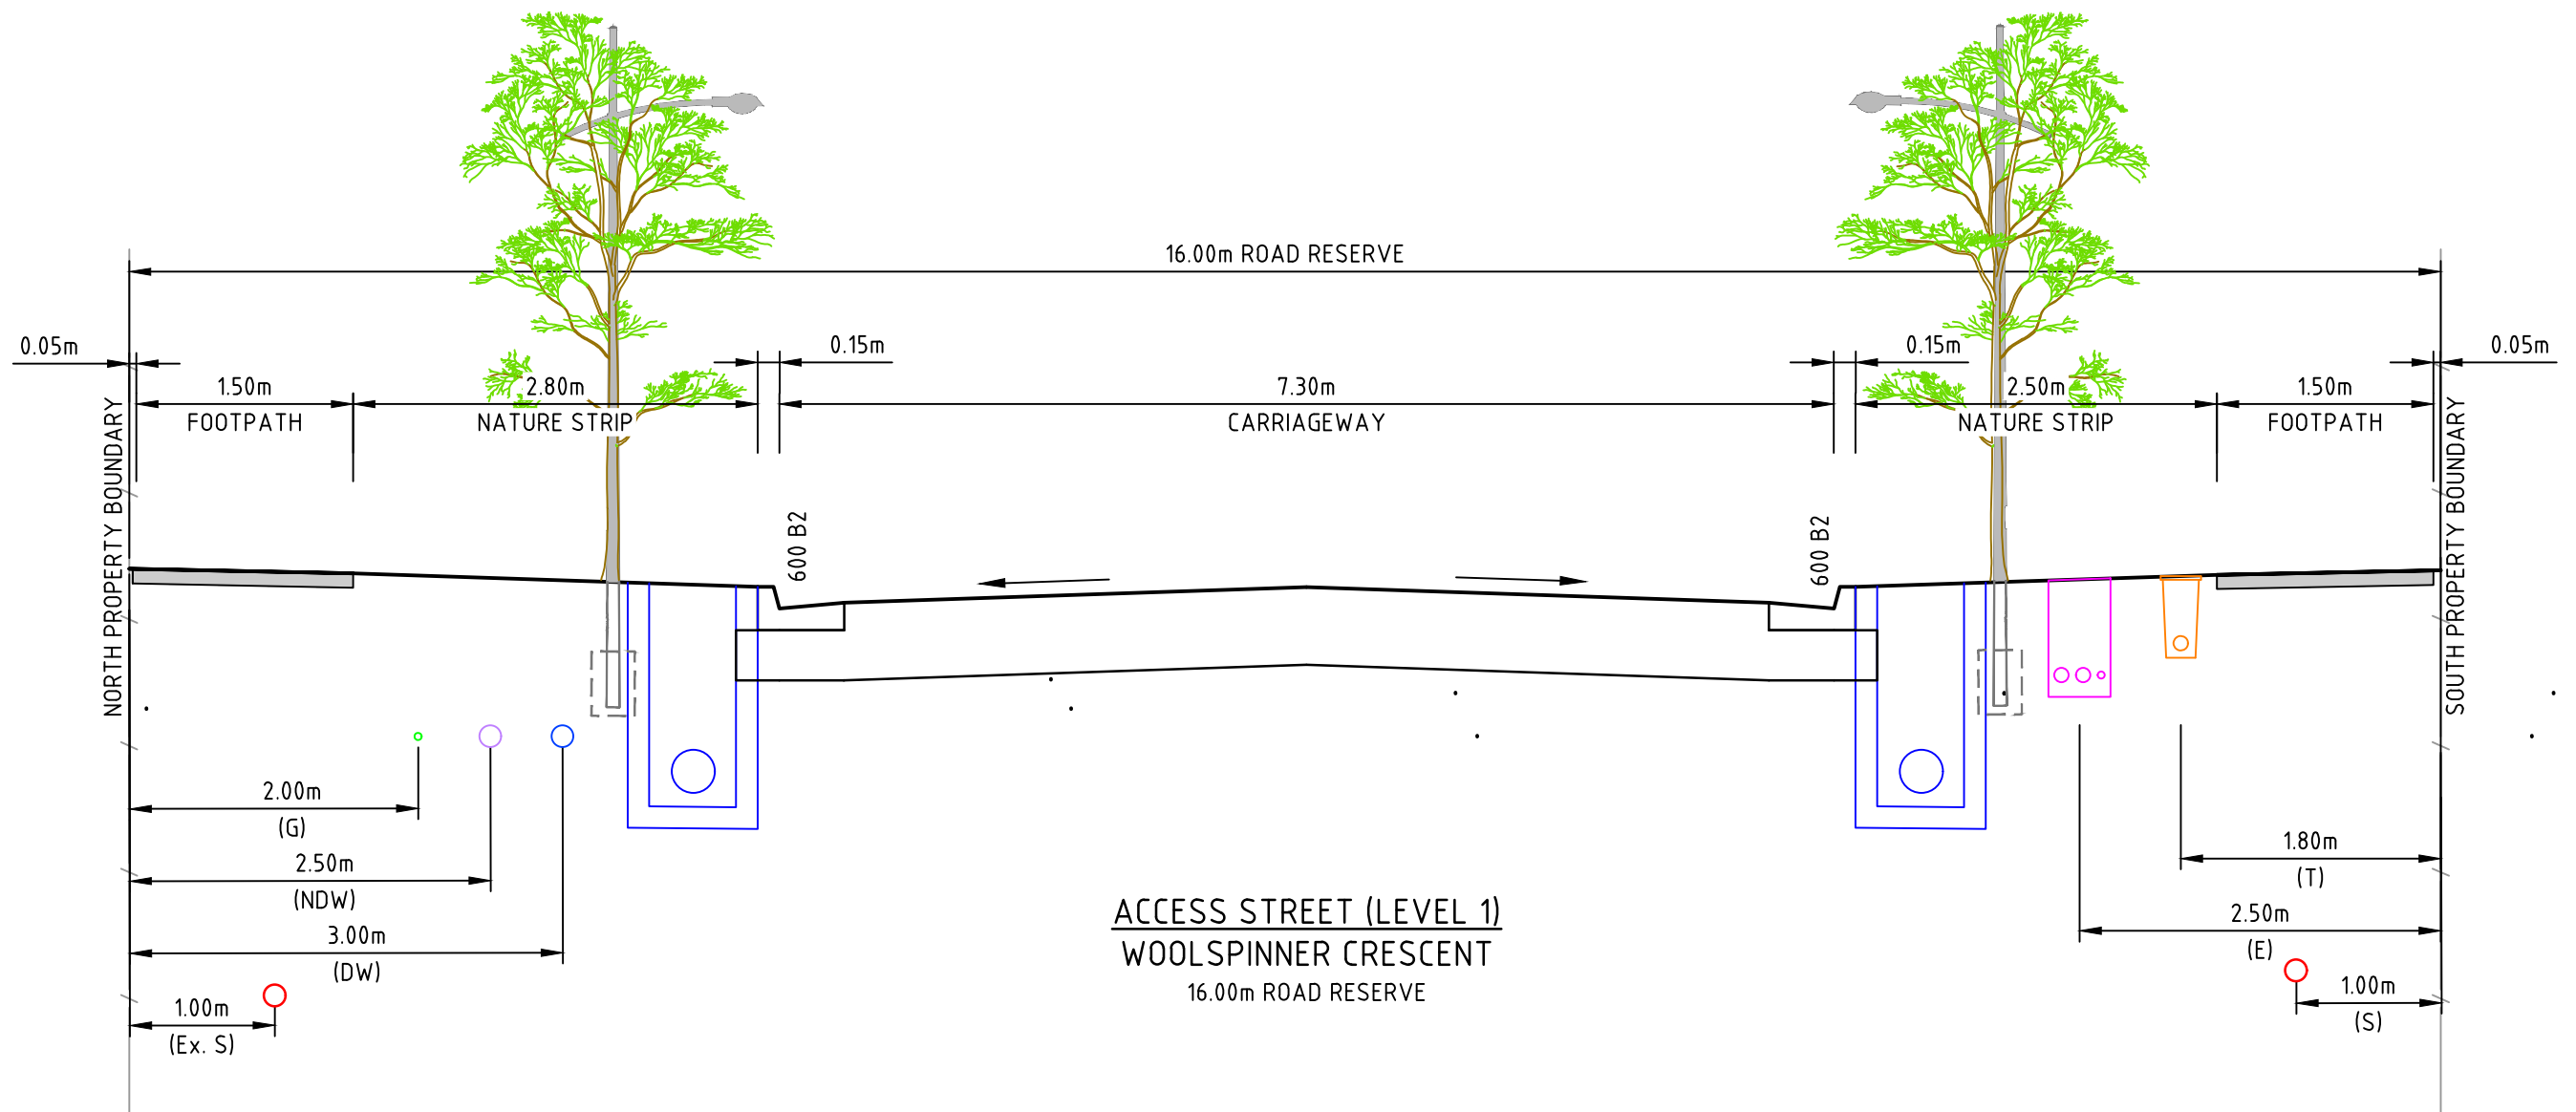 16.00m ROAD RESERVE
0.05m
0.15m
0.15m
0.05m
1.50m
2.80m
7.30m
2.50m
1.50m
FOOTPATH
NATURE STRIP
CARRIAGEWAY
NATURE STRIP
FOOTPATH
NORTH PROPERTY BOUNDARY
600 B2
600 B2
SOUTH PROPERTY BOUNDARY
2.00m
(G)
2.50m
(NDW)
3.00m
(DW)
1.00m
(Ex. S)
1.80m
(T)
2.50m
(E)
1.00m
(S)
ACCESS STREET (LEVEL 1)
WOOLSPINNER CRESCENT
16.00m ROAD RESERVE